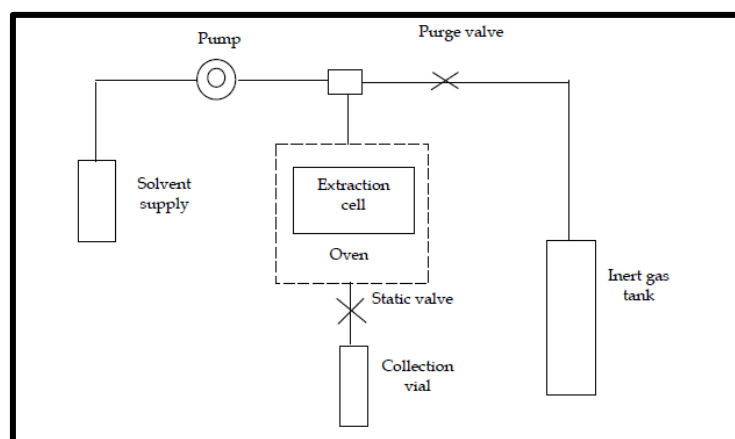 Pump
Purge valve
Solvent
supply
Extraction
cell
Oven
Inert gas
tank
Static valve
Collection
vial